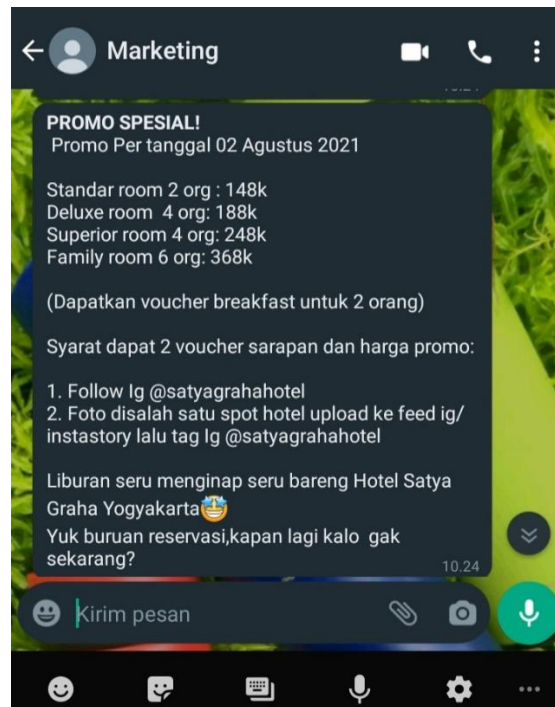 Marketing
PROMO SPESIAL!
Promo Per tanggal 02 Agustus 2021
Standar room 2 org : 148k
Deluxe room  4 org: 188k
Superior room 4 org: 248k
Family room 6 org: 368k
(Dapatkan voucher breakfast untuk 2 orang)
Syarat dapat 2 voucher sarapan dan harga promo:
1. Follow Ig @satyagrahahotel
2. Foto disalah satu spot hotel upload ke feed ig/
instastory lalu tag Ig @satyagrahahotel
Liburan seru menginap seru bareng Hotel Satya
Graha Yogyakarta🤩
Yuk buruan reservasi,kapan lagi kalo  gak
sekarang?
10.24
Kirim pesan